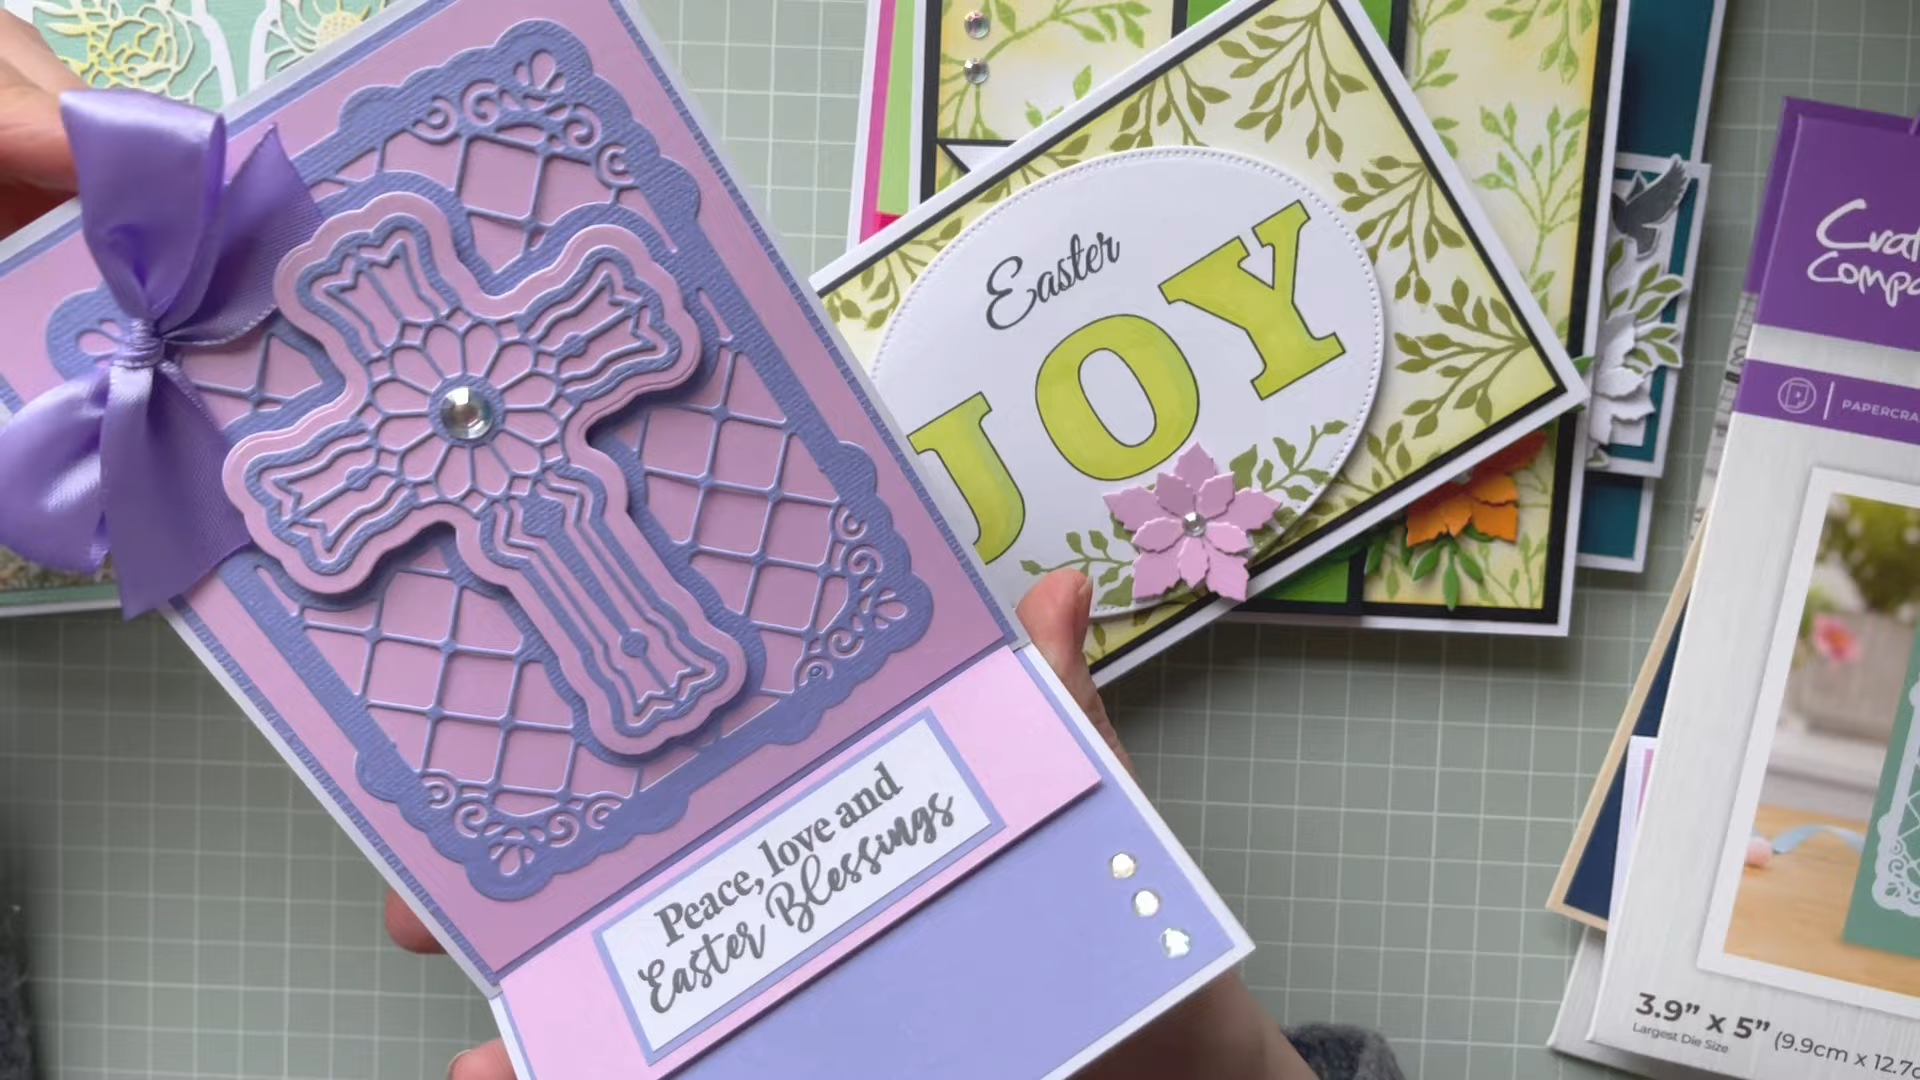 Easter
JOY
Peace, love and
Easter Blessings
3.9” x 5” (9.9cm x 12.7c
Largest Die Size